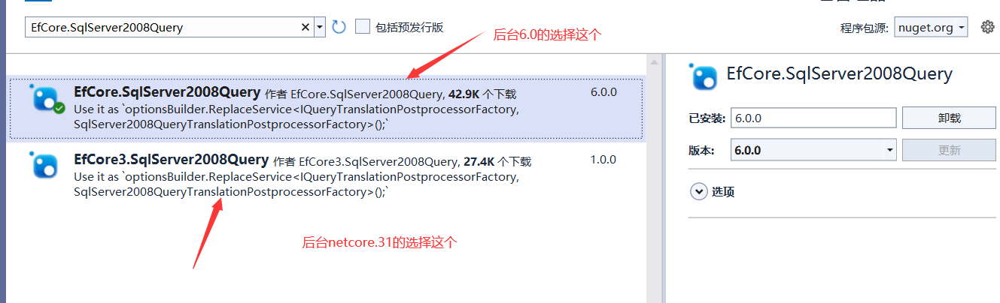 EfCore.SqlServer2008Query
包括预发行版
后台6.0的选择这个
程序包源: nuget.org
EfCore.SqlServer2008Query 作者 EfCore.SqlServer2008Query, 42.9K 个下载 6.0.0
Use it as `optionsBuilder.ReplaceService<IQueryTranslationPostprocessorFactory,
SqlServer2008QueryTranslationPostprocessorFactory>();`
EfCore3.SqlServer2008Query 作者 EfCore3.SqlServer2008Query, 27.4K 个下载 1.0.0
Use it as `optionsBuilder.ReplaceService<IQueryTranslationPostprocessorFactory,
SqlServer2008QueryTranslationPostprocessorFactory>();`
后台netcore.31的选择这个
EfCore.SqlServer2008Query
已安装: 6.0.0 卸载
版本: 6.0.0 更新
选项